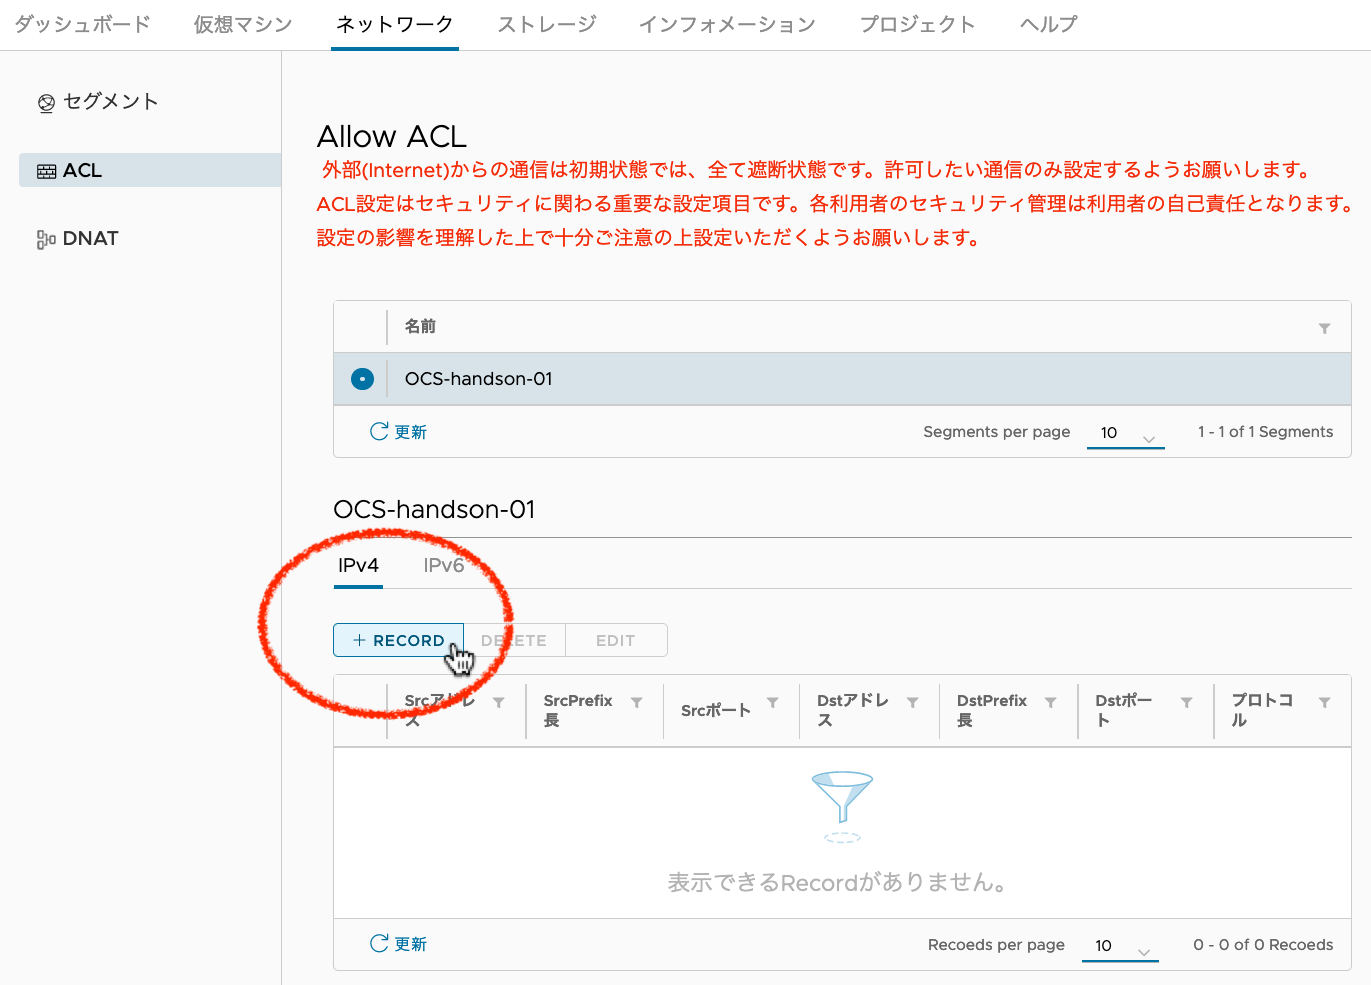 ダッシュボード 仮想マシン ネットワーク ストレージ インフォメーション プロジェクト ヘルプ
セグメント
ACL
DNAT
Allow ACL
外部(Internet)からの通信は初期状態では、全て遮断状態です。許可したい通信のみ設定するようお願いします。
ACL設定はセキュリティに関わる重要な設定項目です。各利用者のセキュリティ管理は利用者の自己責任となります。
設定の影響を理解した上で十分ご注意の上設定いただくようお願いします。
名前
OCS-handson-01
更新 Segments per page 10 1 - 1 of 1 Segments
OCS-handson-01
IPv4 IPv6
+ RECORD DELETE EDIT
Srcアドレス SrcPrefix長 Srcポート Dstアドレス DstPrefix長 Dstポート プロトコル
表示できるRecordがありません。
更新 Recoeds per page 10 0 - 0 of 0 Recoeds